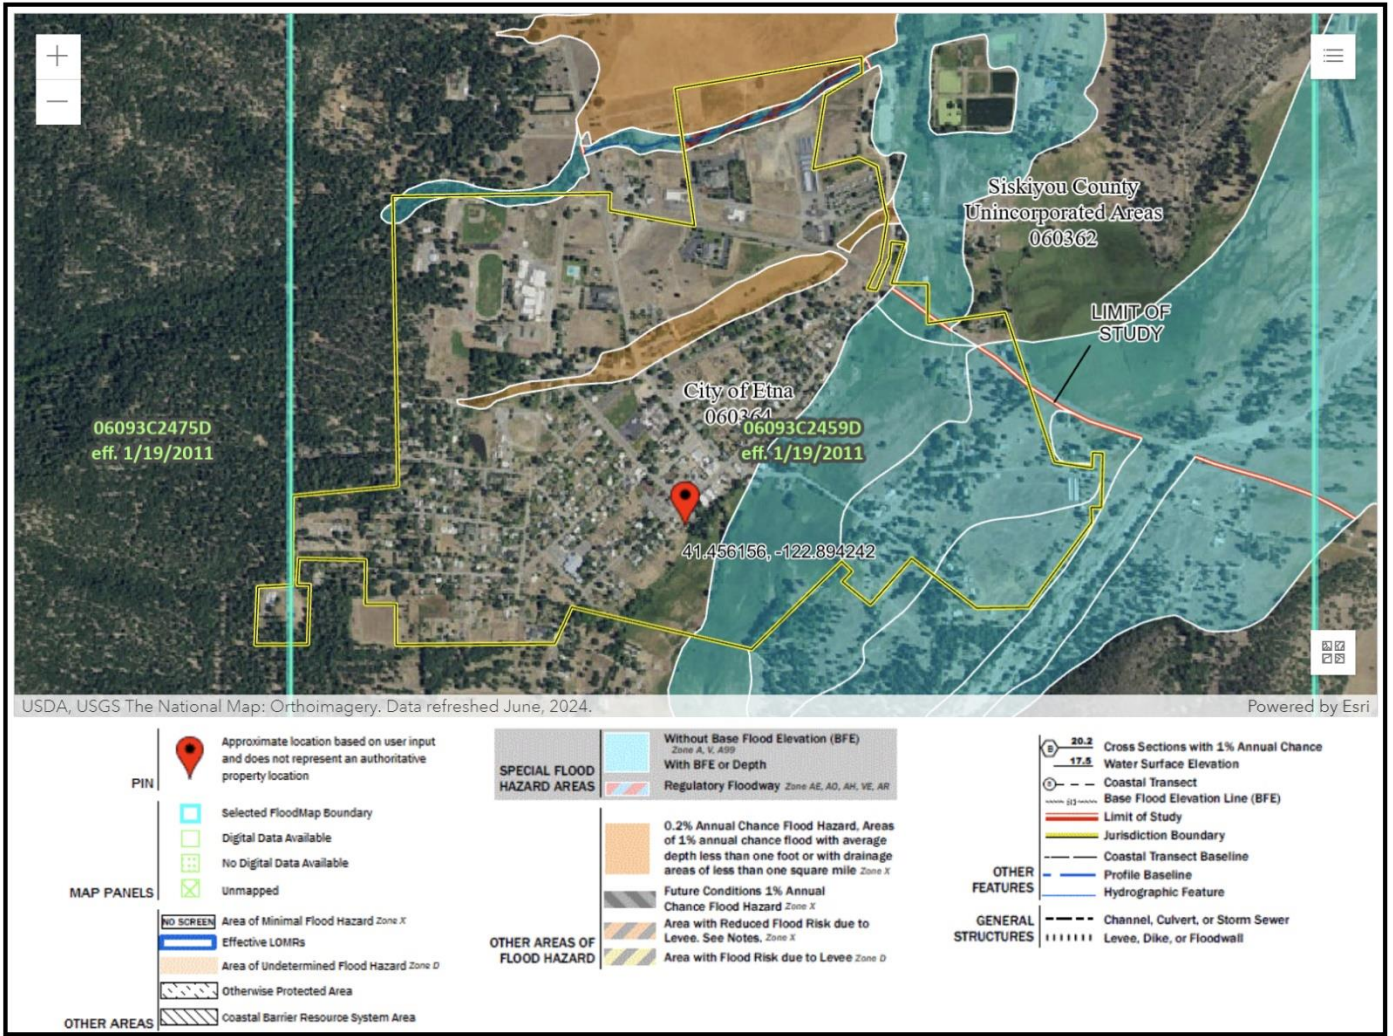 Siskiyou County
Unincorporated Areas
060362
LIMIT OF
STUDY
City of Etna
060364
06093C2475D
eff. 1/19/2011
06093C2459D
eff. 1/19/2011
41.456156, -122.894242
USDA, USGS The National Map: Orthoimagery. Data refreshed June, 2024.
Powered by Esri
PIN
Approximate location based on user input
and does not represent an authoritative
property location
MAP PANELS
Selected FloodMap Boundary
Digital Data Available
No Digital Data Available
Unmapped
OTHER AREAS
NO SCREEN Area of Minimal Flood Hazard Zone X
Effective LOMRs
Area of Undetermined Flood Hazard Zone D
Otherwise Protected Area
Coastal Barrier Resource System Area
SPECIAL FLOOD
HAZARD AREAS
Without Base Flood Elevation (BFE)
Zone A, V, A99
With BFE or Depth
Regulatory Floodway Zone AE, AO, AH, VE, AR
OTHER AREAS OF
FLOOD HAZARD
0.2% Annual Chance Flood Hazard, Areas
of 1% annual chance flood with average
depth less than one foot or with drainage
areas of less than one square mile Zone X
Future Conditions 1% Annual
Chance Flood Hazard Zone X
Area with Reduced Flood Risk due to
Levee. See Notes. Zone X
Area with Flood Risk due to Levee Zone D
OTHER
FEATURES
B 20.2 Cross Sections with 1% Annual Chance
17.5 Water Surface Elevation
8 Coastal Transect
513 Base Flood Elevation Line (BFE)
Limit of Study
Jurisdiction Boundary
Coastal Transect Baseline
Profile Baseline
Hydrographic Feature
GENERAL
STRUCTURES
Channel, Culvert, or Storm Sewer
Levee, Dike, or Floodwall